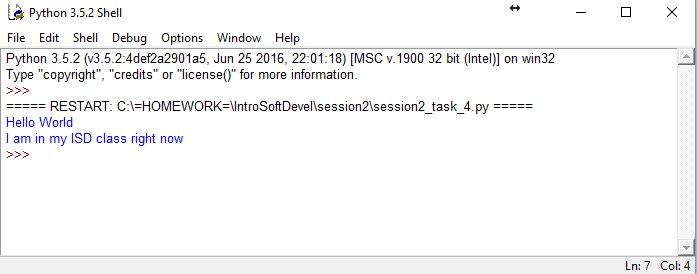 Python 3.5.2 Shell
File Edit Shell Debug Options Window Help
Python 3.5.2 (v3.5.2:4def2a2901a5, Jun 25 2016, 22:01:18) [MSC v.1900 32 bit (Intel)] on win32
Type "copyright", "credits" or "license()" for more information.
>>>
===== RESTART: C:\=HOMEWORK=\IntroSoftDevel\session2\session2_task_4.py =====
Hello World
I am in my ISD class right now
>>>
Ln: 7 Col: 4